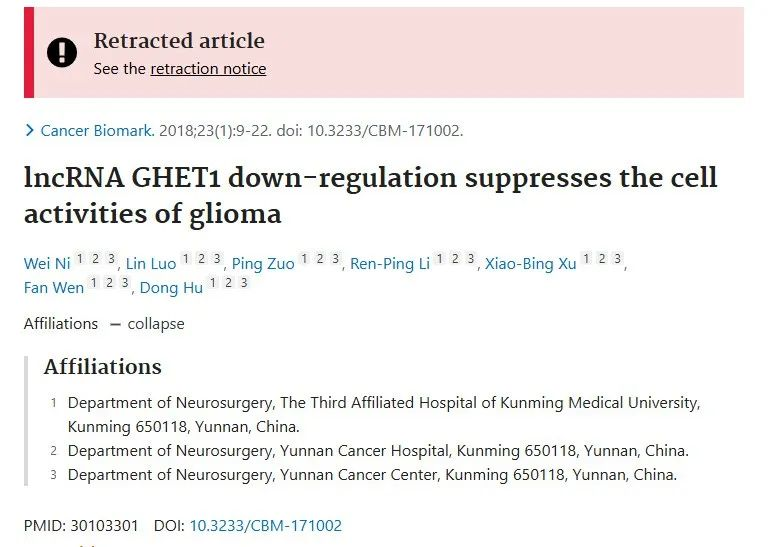 Retracted article
See the retraction notice
Cancer Biomark. 2018;23(1):9-22. doi: 10.3233/CBM-171002.
lncRNA GHET1 down-regulation suppresses the cell
activities of glioma
Wei Ni 1 2 3, Lin Luo 1 2 3, Ping Zuo 1 2 3, Ren-Ping Li 1 2 3, Xiao-Bing Xu 1 2 3,
Fan Wen 1 2 3, Dong Hu 1 2 3
Affiliations — collapse
Affiliations
1 Department of Neurosurgery, The Third Affiliated Hospital of Kunming Medical University,
Kunming 650118, Yunnan, China.
2 Department of Neurosurgery, Yunnan Cancer Hospital, Kunming 650118, Yunnan, China.
3 Department of Neurosurgery, Yunnan Cancer Center, Kunming 650118, Yunnan, China.
PMID: 30103301 DOI: 10.3233/CBM-171002